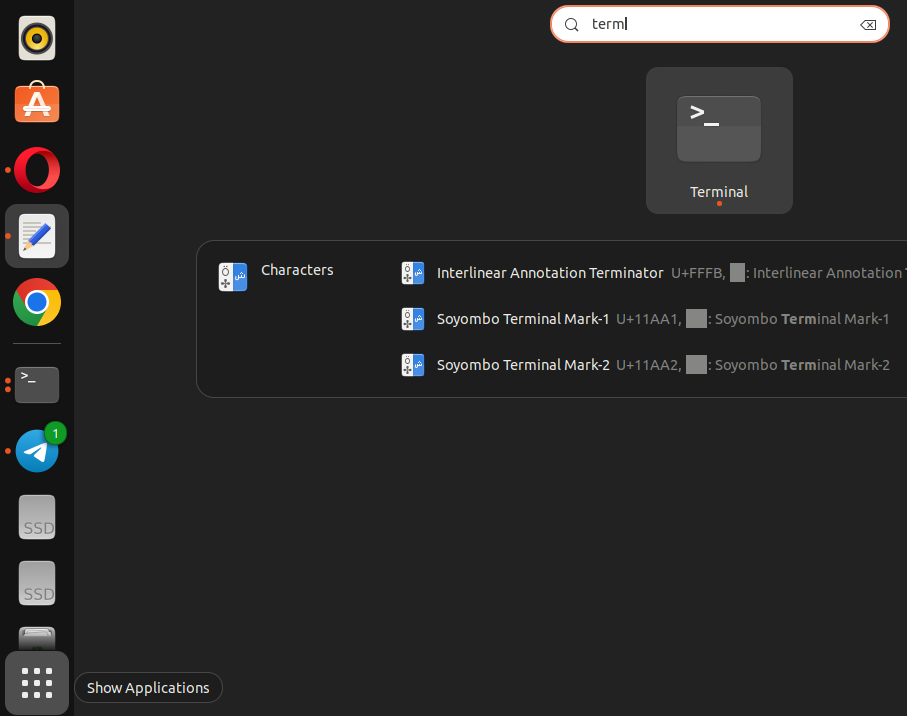 term
Terminal
Characters
Interlinear Annotation Terminator U+FFFB, : Interlinear Annotation
Soyombo Terminal Mark-1 U+11AA1, : Soyombo Terminal Mark-1
Soyombo Terminal Mark-2 U+11AA2, : Soyombo Terminal Mark-2
>_
>_
1
SSD
SSD
Show Applications